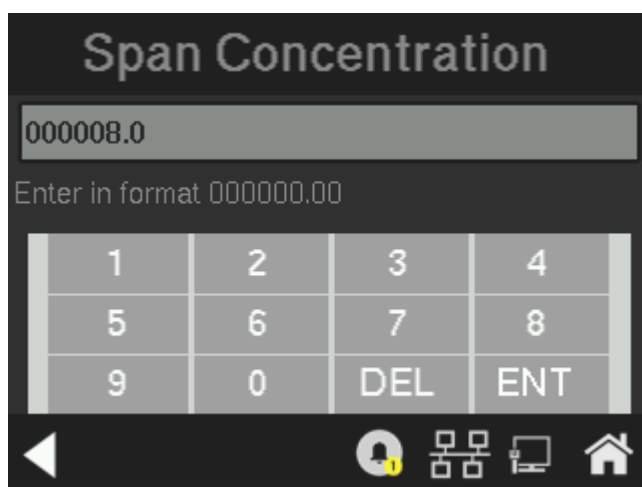 Span Concentration
000008.0
Enter in format 000000.00
1 2 3 4
5 6 7 8
9 0 DEL ENT
1